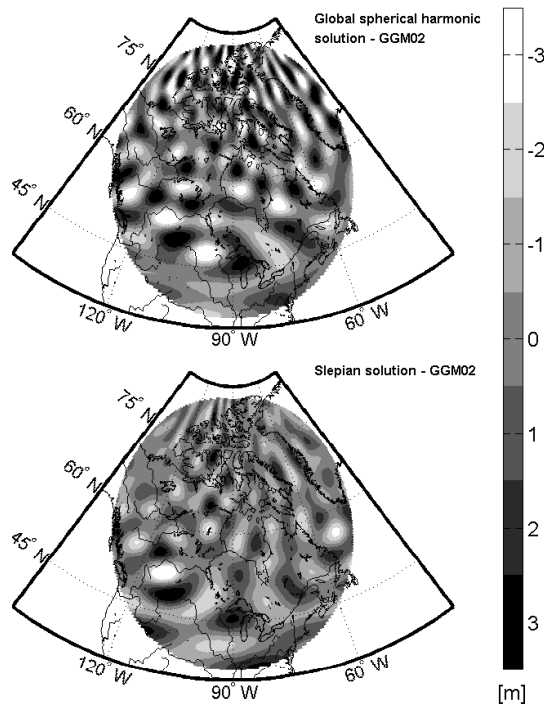 Global spherical harmonic
solution - GGM02
75° N
60° N
45° N
120° W
90° W
60° W
Slepian solution - GGM02
75° N
60° N
45° N
120° W
90° W
60° W
-3
-2
-1
0
1
2
3
[m]